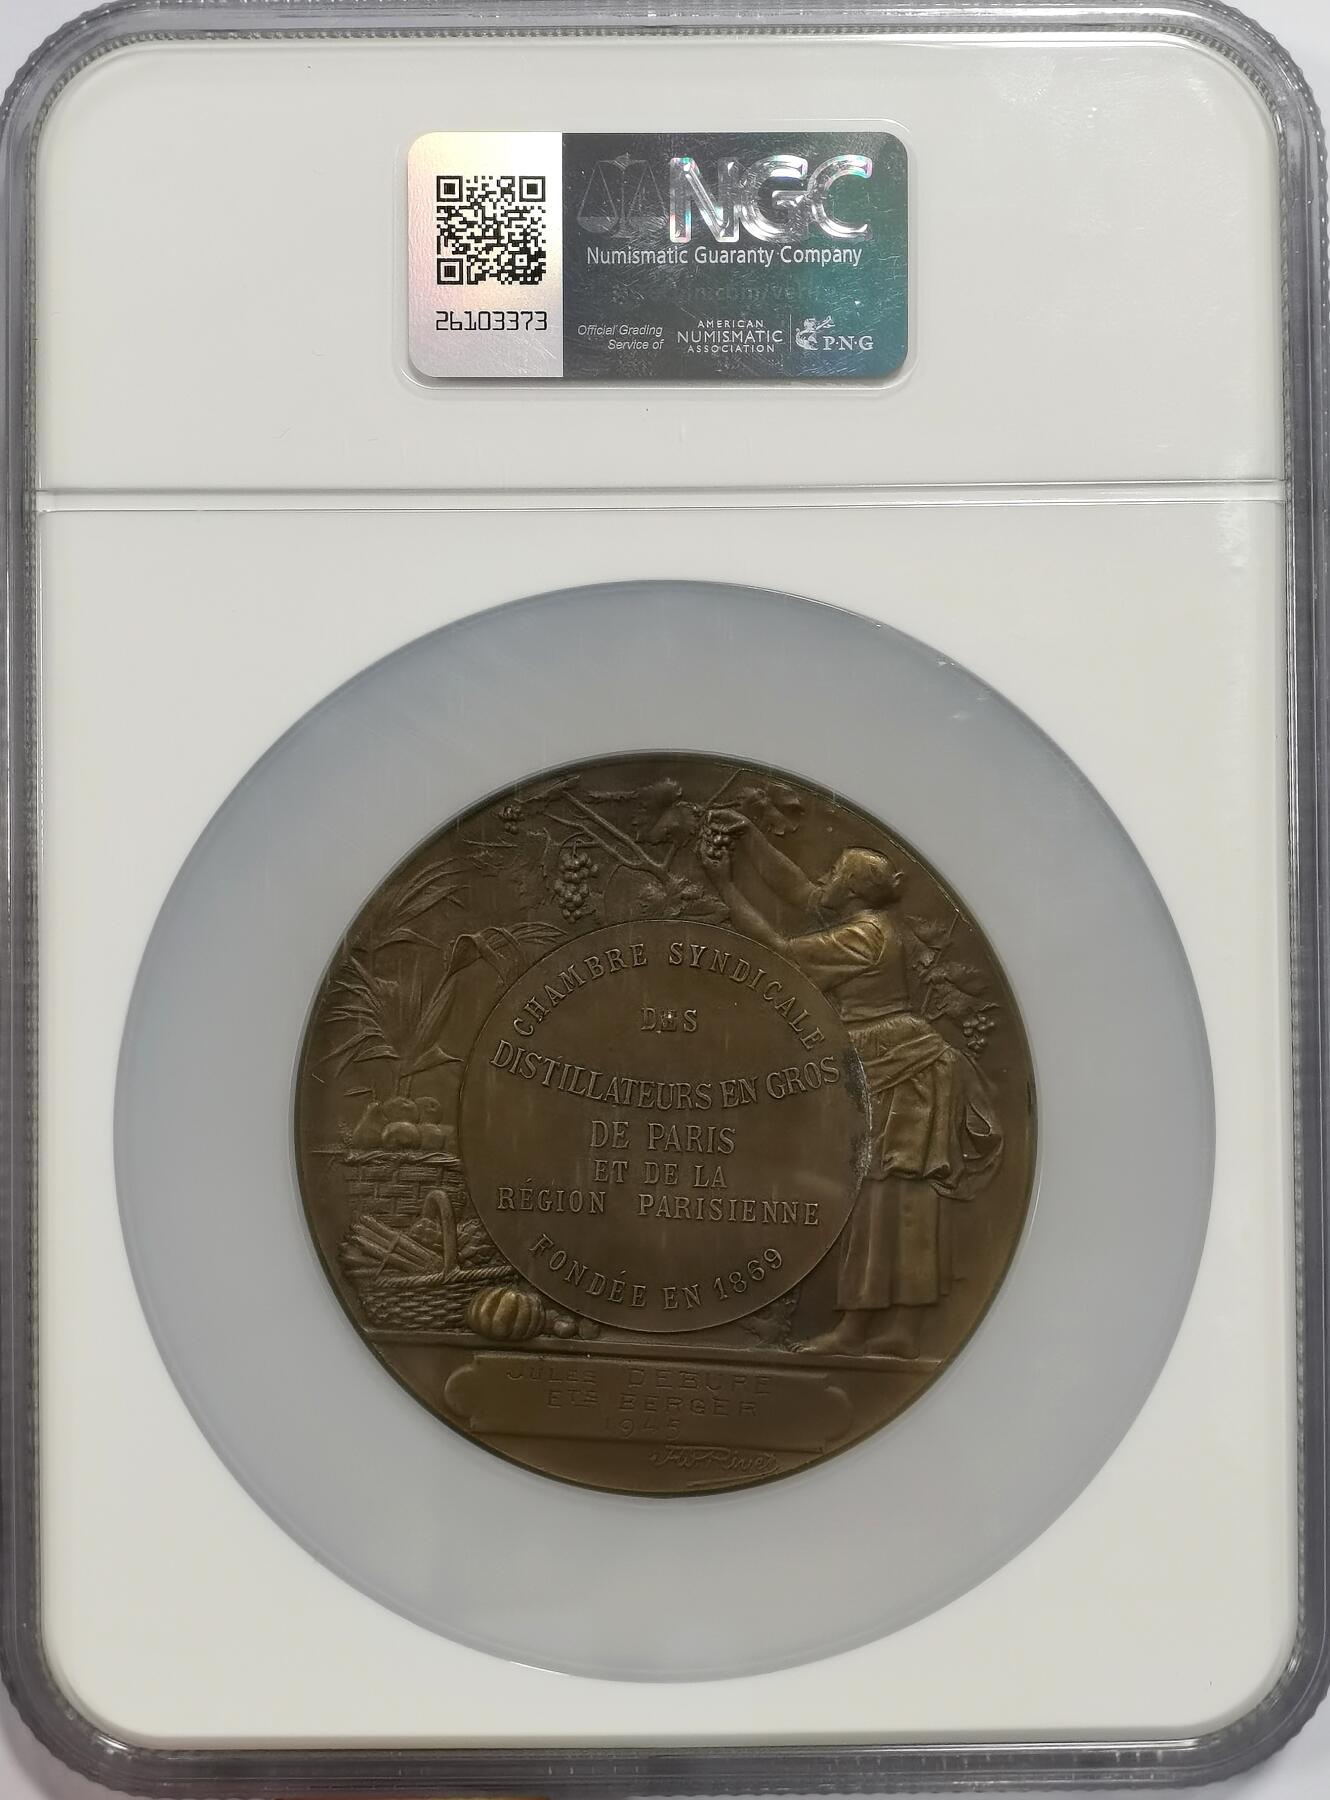 NGC
Numismatic Guaranty Company
26103373
Official Grading
Service of
AMERICAN
NUMISMATIC
ASSOCIATION
P·N·G
CHAMBRE SYNDICALE
DES
DISTILLATEURS EN GROS
DE PARIS
ET DE LA
RÉGION PARISIENNE
FONDÉE EN 1869
JULES DEBURE
ETS BERGER
1945